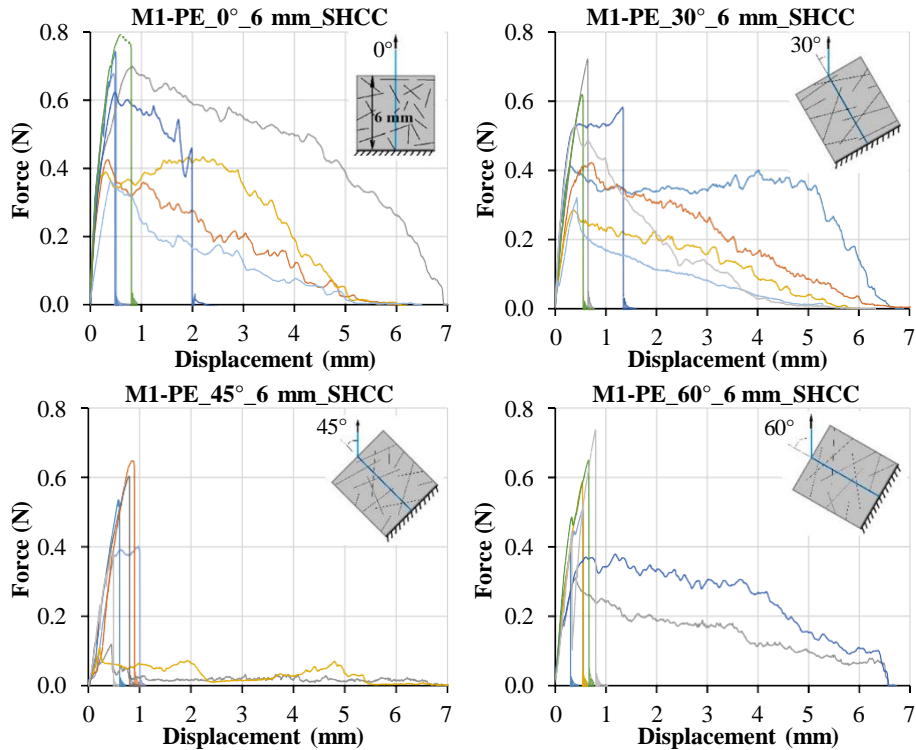 M1-PE_0°_6 mm_SHCC
0.8
0.6
0.4
0.2
0.0
Force (N)
0 1 2 3 4 5 6 7
Displacement (mm)
0°
6 mm
M1-PE_30°_6 mm_SHCC
0.8
0.6
0.4
0.2
0.0
Force (N)
0 1 2 3 4 5 6 7
Displacement (mm)
30°
M1-PE_45°_6 mm_SHCC
0.8
0.6
0.4
0.2
0.0
Force (N)
0 1 2 3 4 5 6 7
Displacement (mm)
45°
M1-PE_60°_6 mm_SHCC
0.8
0.6
0.4
0.2
0.0
Force (N)
0 1 2 3 4 5 6 7
Displacement (mm)
60°